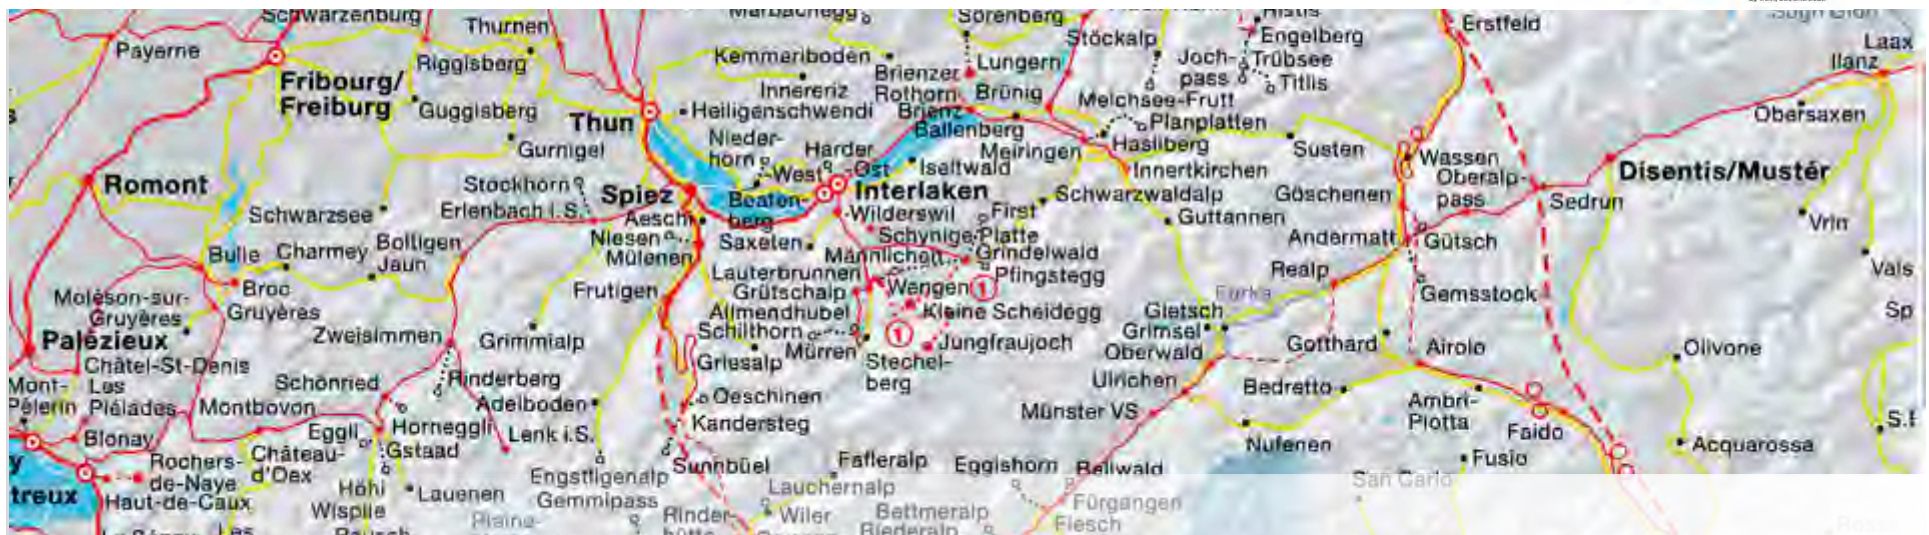 Schwarzenburg
Thurnen
Marbachegg
Sörenberg
Erstfeld
Engelberg
Payerne
Riggisberg
Kemmeriboden
Lungern
Stöckalp
Joch-
pass
Trübsee
Titlis
Laax
Ilanz
Fribourg/
Freiburg
Guggisberg
Innereriz
Brienzer
Rothorn
Brünig
Melchsee-Frutt
Obersaxen
Thun
Heiligenschwendi
Brienz
Ballenberg
Planplatten
Hasliberg
Gurnigel
Nieder-
horn
Harder
West
Ost
Iseltwald
Meiringen
Innertkirchen
Susten
Wassen
Oberalp-
pass
Disentis/Mustér
Romont
Stockhorn
Erlenbach i.S.
Spiez
Beaten-
berg
Interlaken
Schwarzwaldalp
Göschenen
Sedrun
Schwarzsee
Aeschi
Wilderswil
First
Guttannen
Vrin
Niesen
Mülenen
Saxeten
Schynige Platte
Andermatt
Gütsch
Bulle
Charmey
Boltigen
Jaun
Männlichen
Grindelwald
Pfingstegg
Realp
Vals
Broc
Lauterbrunnen
Grütschalp
Wengen
1
Gemsstock
Moléson-sur-
Gruyères
Gruyères
Frutigen
Allmendhubel
Kleine Scheidegg
Gletsch
Furka
Sp
Palézieux
Zweisimmen
Grimmialp
Schilthorn
Mürren
1
Jungfraujoch
Grimsel
Oberwald
Gotthard
Airolo
Olivone
Châtel-St-Denis
Griesalp
Stechel-
berg
Mont-
Pèlerin
Les
Pléiades
Schönried
Rinderberg
Ulrichen
Bedretto
Montbovon
Adelboden
Oeschinen
Münster VS
Ambri-
Piotta
Blonay
Eggli
Horneggli
Lenk i.S.
Kandersteg
Nufenen
Faido
Acquarossa
Rochers-
de-Naye
Château-
d'Oex
Gstaad
Sunnbüel
Fafleralp
Eggishorn
Bellwald
Fusio
treux
Haut-de-Caux
Höhi
Wispile
Lauenen
Engstligenalp
Gemmipass
Lauchernalp
Wiler
Bettmeralp
Riederalp
Fürgangen
Fiesch
San Carlo
Rinder-